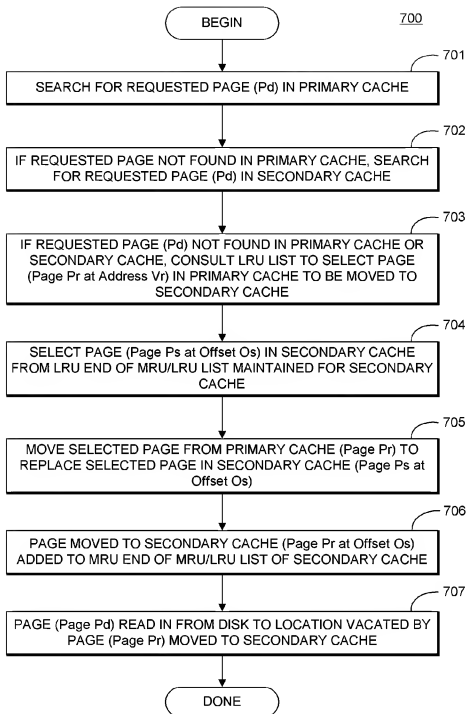 BEGIN
700
701
SEARCH FOR REQUESTED PAGE (Pd) IN PRIMARY CACHE
702
IF REQUESTED PAGE NOT FOUND IN PRIMARY CACHE, SEARCH
FOR REQUESTED PAGE (Pd) IN SECONDARY CACHE
703
IF REQUESTED PAGE (Pd) NOT FOUND IN PRIMARY CACHE OR
SECONDARY CACHE, CONSULT LRU LIST TO SELECT PAGE
(Page Pr at Address Vr) IN PRIMARY CACHE TO BE MOVED TO
SECONDARY CACHE
704
SELECT PAGE (Page Ps at Offset Os) IN SECONDARY CACHE
FROM LRU END OF MRU/LRU LIST MAINTAINED FOR SECONDARY
CACHE
705
MOVE SELECTED PAGE FROM PRIMARY CACHE (Page Pr) TO
REPLACE SELECTED PAGE IN SECONDARY CACHE (Page Ps at
Offset Os)
706
PAGE MOVED TO SECONDARY CACHE (Page Pr at Offset Os)
ADDED TO MRU END OF MRU/LRU LIST OF SECONDARY CACHE
707
PAGE (Page Pd) READ IN FROM DISK TO LOCATION VACATED BY
PAGE (Page Pr) MOVED TO SECONDARY CACHE
DONE